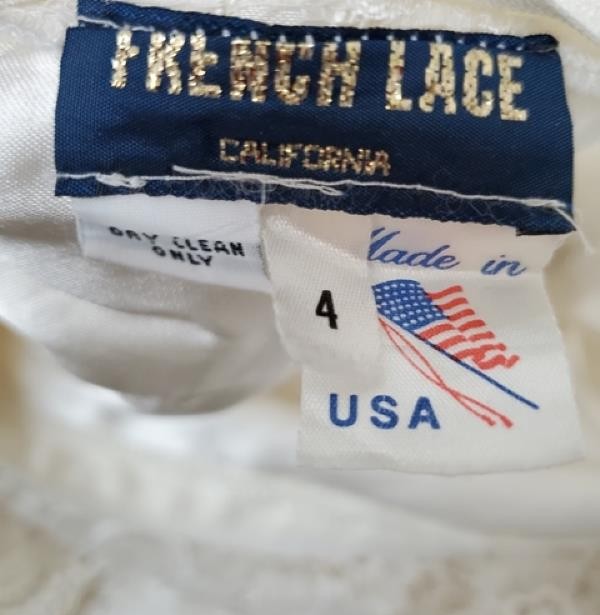 FRENCH LACE
CALIFORNIA
DRY CLEAN
ONLY
4
Made in
USA